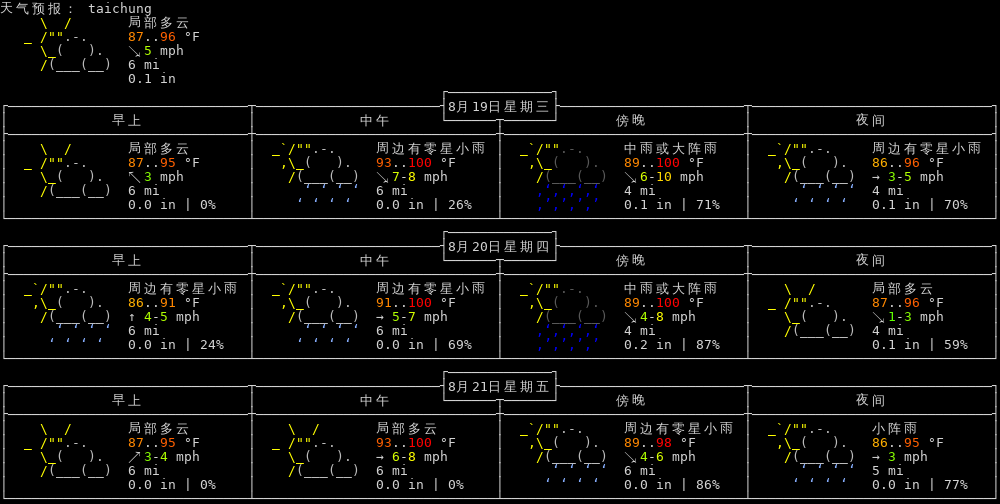 天气预报： taichung
局部多云
87..96 °F
↘5 mph
6 mi
0.1 in
8月19日星期三
早上 中午 傍晚 夜间
局部多云 周边有零星小雨 中雨或大阵雨 周边有零星小雨
87..95 °F 93..100 °F 89..100 °F 86..96 °F
↖ 3 mph ↘7-8 mph ↘6-10 mph → 3-5 mph
6 mi 6 mi 4 mi 4 mi
0.0 in | 0% 0.0 in | 26% 0.1 in | 71% 0.1 in | 70%
8月20日星期四
早上 中午 傍晚 夜间
周边有零星小雨 周边有零星小雨 中雨或大阵雨 局部多云
86..91 °F 91..100 °F 89..100 °F 87..96 °F
↑ 4-5 mph → 5-7 mph ↘4-8 mph ↘1-3 mph
6 mi 6 mi 4 mi 4 mi
0.0 in | 24% 0.0 in | 69% 0.2 in | 87% 0.1 in | 59%
8月21日星期五
早上 中午 傍晚 夜间
局部多云 局部多云 周边有零星小雨 小阵雨
87..95 °F 93..100 °F 89..98 °F 86..95 °F
↗3-4 mph → 6-8 mph ↘4-6 mph → 3 mph
6 mi 6 mi 6 mi 5 mi
0.0 in | 0% 0.0 in | 0% 0.0 in | 86% 0.0 in | 77%